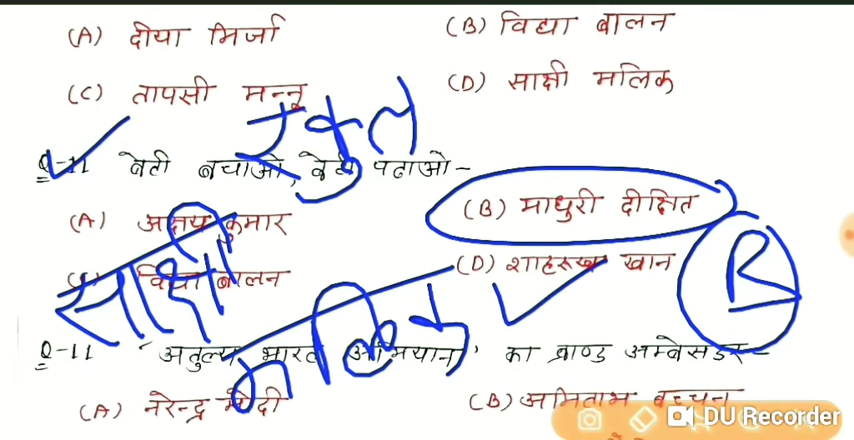 (A) दीया मिर्जा (B) विद्या बालन
(C) तापसी मन्नू (D) साक्षी मलिक
स्कूल
Q-11 बेटी बचाओ, बेटी पढाओ-
(A) अक्षय कुमार (B) माधुरी दीक्षित
विद्या बालन (D) शाहरूख खान
साक्षी
B
मलिक
Q-11 'अतुल्य भारत अभियान' का ब्राण्ड अम्बेसडर-
(A) नरेन्द्र मोदी (B) अमिताभ बच्चन
DU Recorder